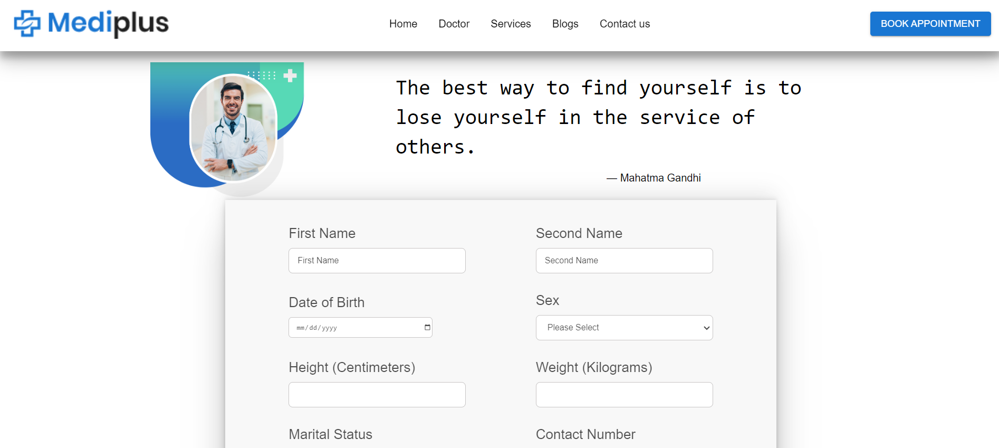 Mediplus
Home Doctor Services Blogs Contact us
BOOK APPOINTMENT
The best way to find yourself is to
lose yourself in the service of
others.
— Mahatma Gandhi
First Name Second Name
First Name Second Name
Date of Birth Sex
mm/dd/yyyy Please Select
Height (Centimeters) Weight (Kilograms)
Marital Status Contact Number